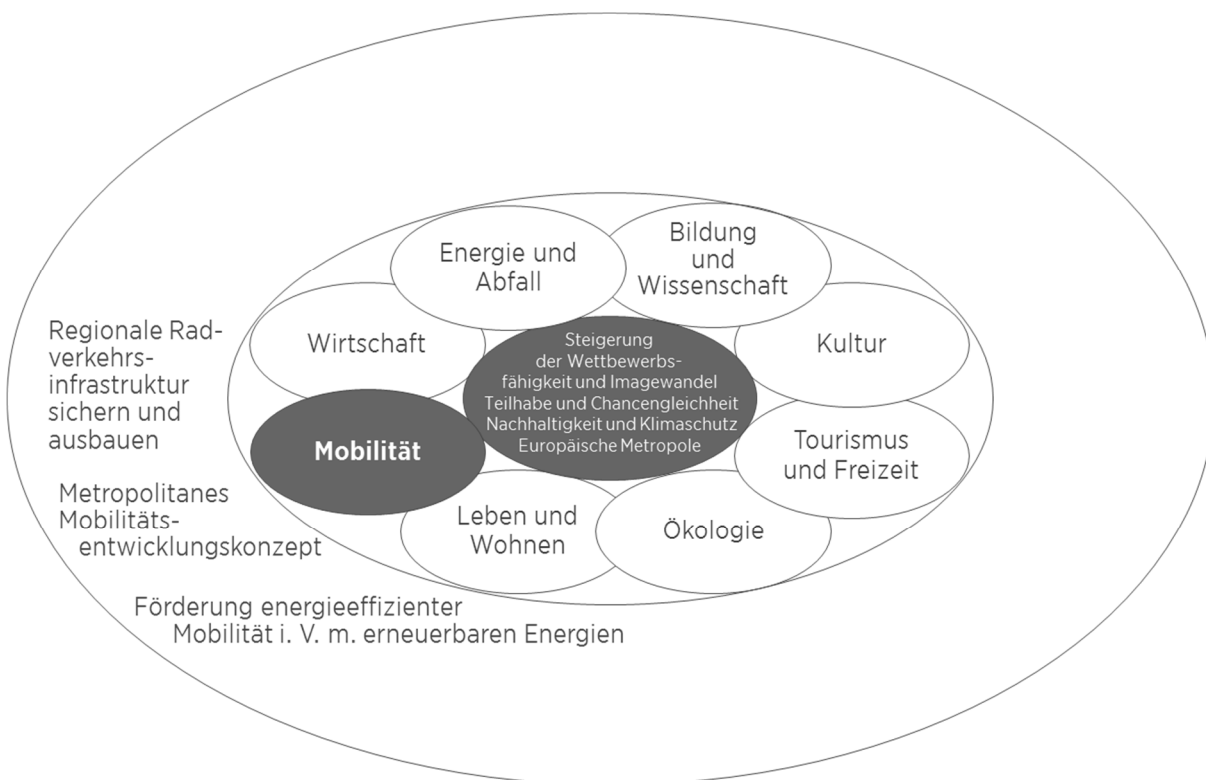 Energie und
Abfall
Bildung
und
Wissenschaft
Wirtschaft
Kultur
Steigerung
der Wettbewerbs-
fähigkeit und Imagewandel
Teilhabe und Chancengleichheit
Nachhaltigkeit und Klimaschutz
Europäische Metropole
Regionale Rad-
verkehrs-
infrastruktur
sichern und
ausbauen
Mobilität
Tourismus
und Freizeit
Metropolitanes
Mobilitäts-
entwicklungskonzept
Leben und
Wohnen
Ökologie
Förderung energieeffizienter
Mobilität i. V. m. erneuerbaren Energien